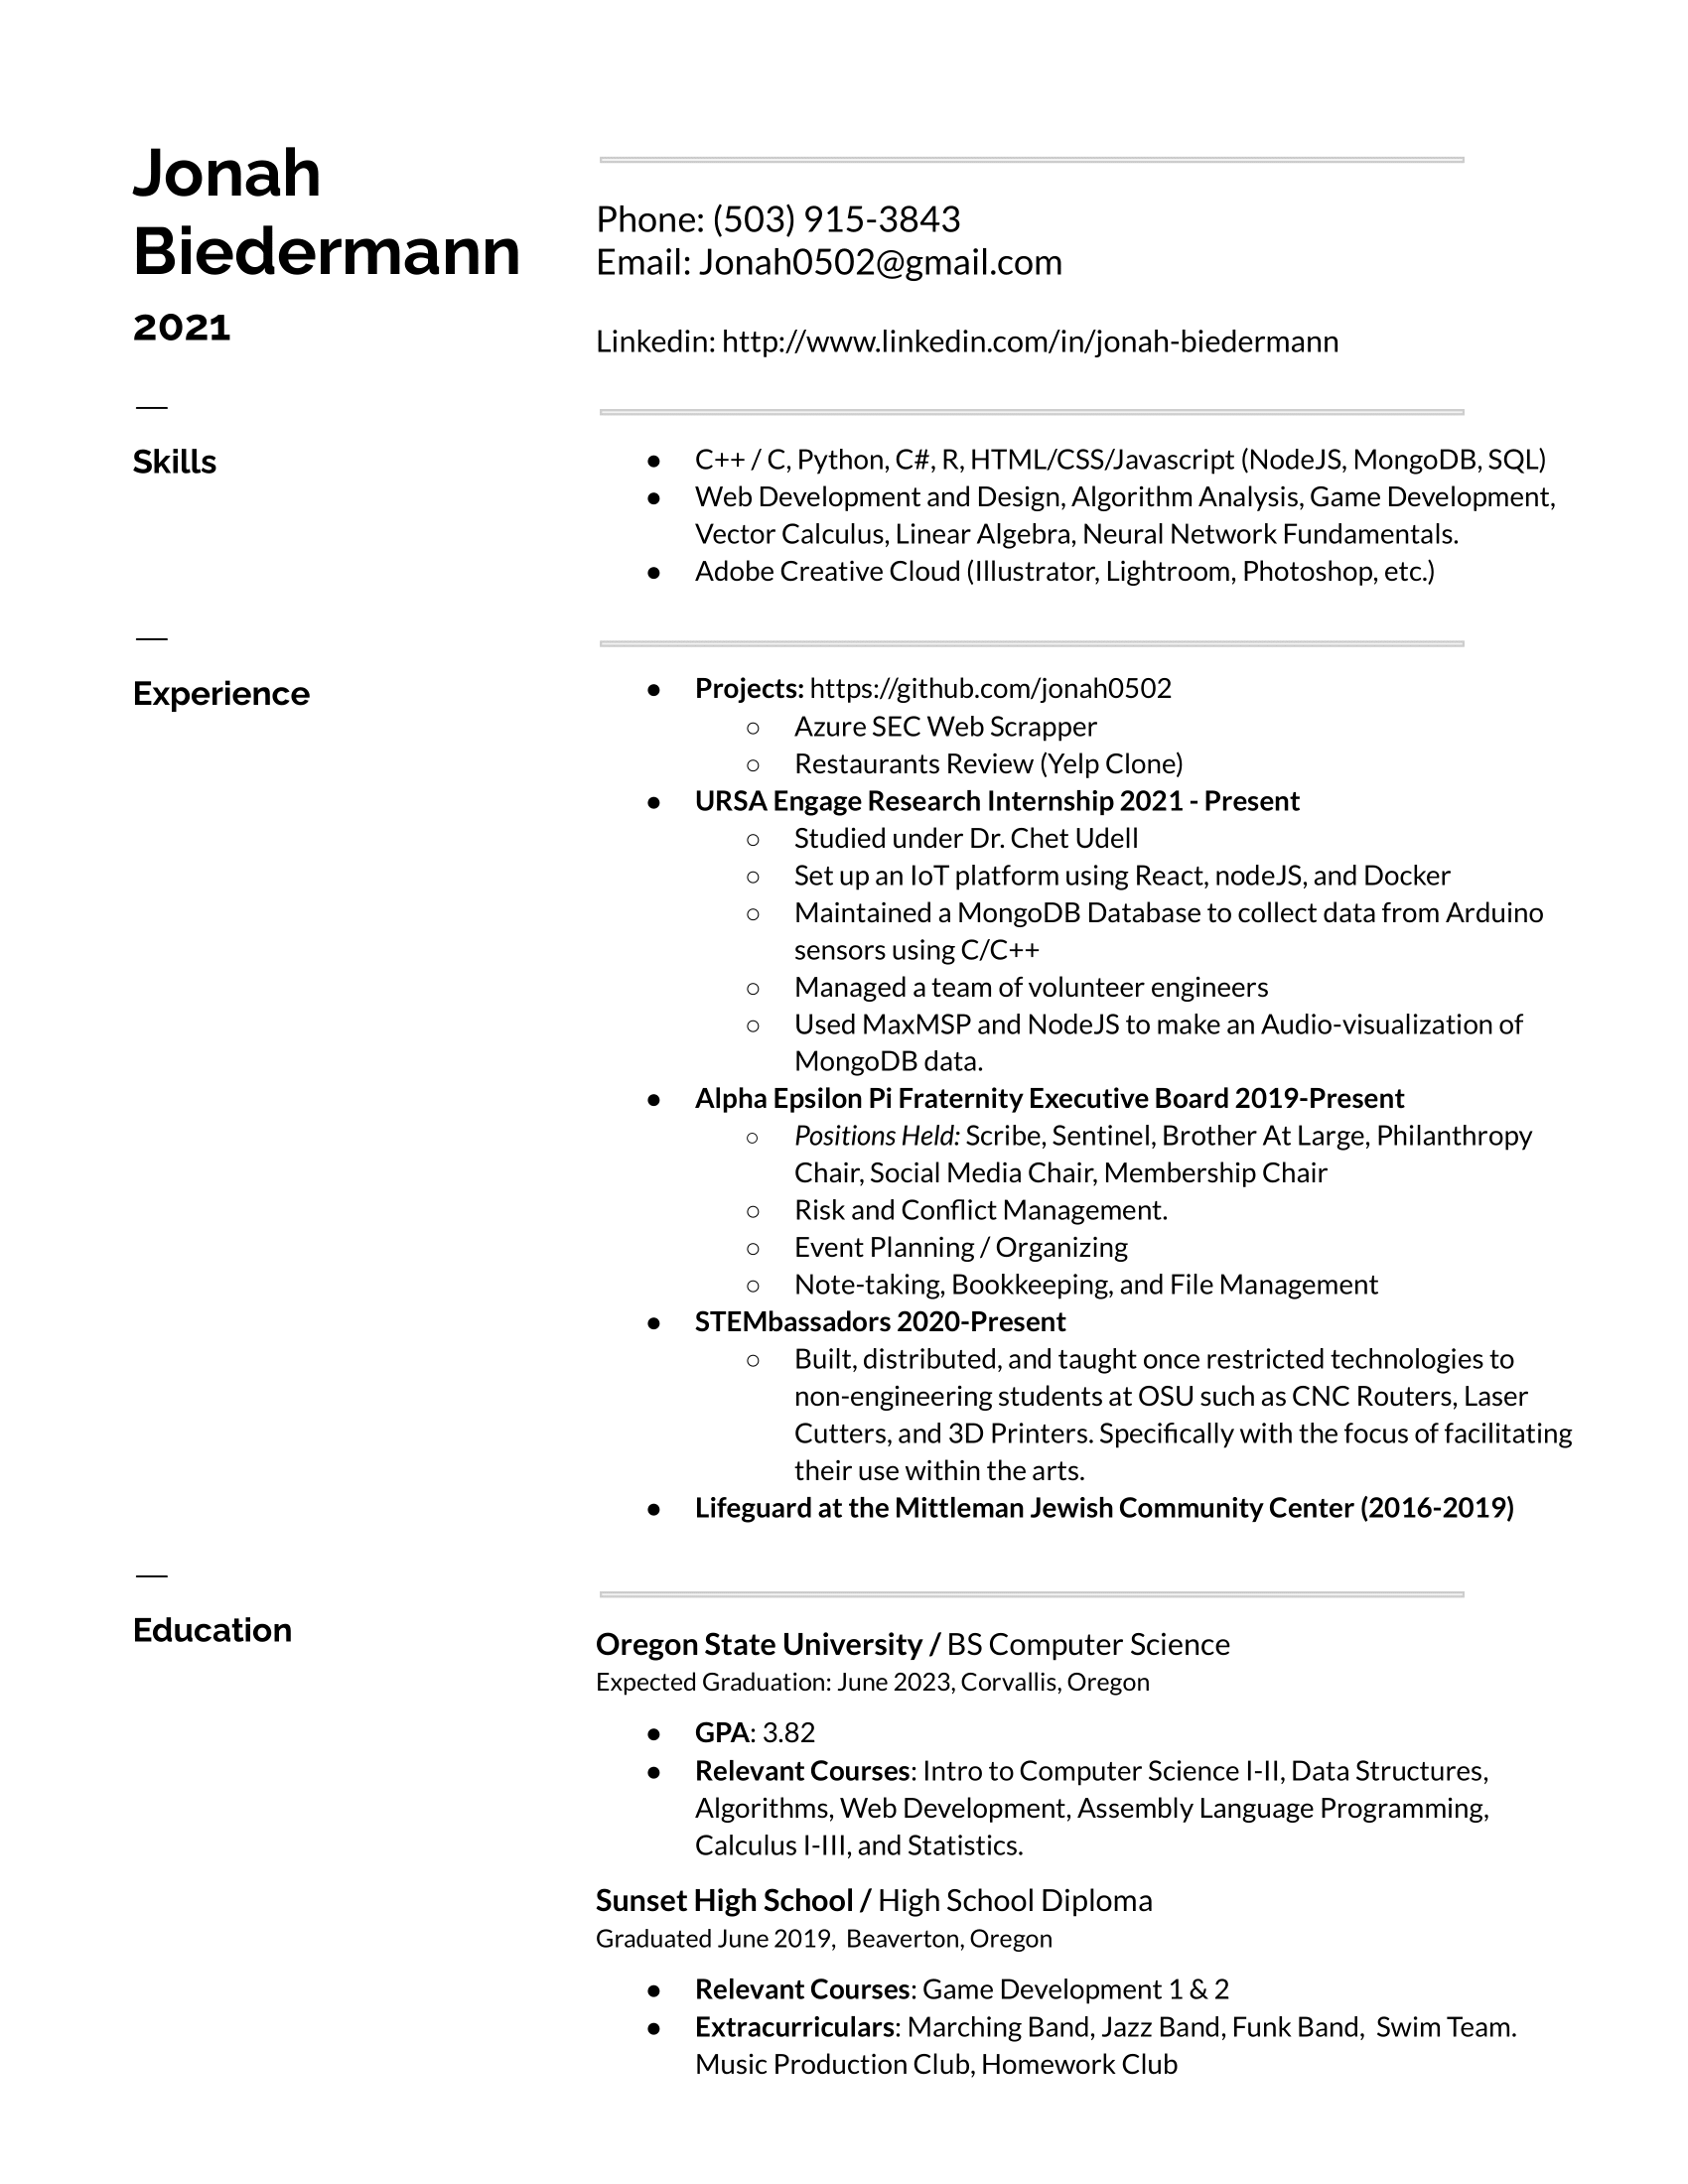 Jonah
Biedermann
2021
Phone: (503) 915-3843
Email: Jonah0502@gmail.com
Linkedin: http://www.linkedin.com/in/jonah-biedermann
—
Skills
● C++ / C, Python, C#, R, HTML/CSS/Javascript (NodeJS, MongoDB, SQL)
● Web Development and Design, Algorithm Analysis, Game Development,
Vector Calculus, Linear Algebra, Neural Network Fundamentals.
● Adobe Creative Cloud (Illustrator, Lightroom, Photoshop, etc.)
—
Experience
● Projects: https://github.com/jonah0502
○ Azure SEC Web Scrapper
○ Restaurants Review (Yelp Clone)
● URSA Engage Research Internship 2021 - Present
○ Studied under Dr. Chet Udell
○ Set up an IoT platform using React, nodeJS, and Docker
○ Maintained a MongoDB Database to collect data from Arduino
sensors using C/C++
○ Managed a team of volunteer engineers
○ Used MaxMSP and NodeJS to make an Audio-visualization of
MongoDB data.
● Alpha Epsilon Pi Fraternity Executive Board 2019-Present
○ Positions Held: Scribe, Sentinel, Brother At Large, Philanthropy
Chair, Social Media Chair, Membership Chair
○ Risk and Conflict Management.
○ Event Planning / Organizing
○ Note-taking, Bookkeeping, and File Management
● STEMbassadors 2020-Present
○ Built, distributed, and taught once restricted technologies to
non-engineering students at OSU such as CNC Routers, Laser
Cutters, and 3D Printers. Specifically with the focus of facilitating
their use within the arts.
● Lifeguard at the Mittleman Jewish Community Center (2016-2019)
—
Education
Oregon State University / BS Computer Science
Expected Graduation: June 2023, Corvallis, Oregon
● GPA: 3.82
● Relevant Courses: Intro to Computer Science I-II, Data Structures,
Algorithms, Web Development, Assembly Language Programming,
Calculus I-III, and Statistics.
Sunset High School / High School Diploma
Graduated June 2019, Beaverton, Oregon
● Relevant Courses: Game Development 1 & 2
● Extracurriculars: Marching Band, Jazz Band, Funk Band, Swim Team.
Music Production Club, Homework Club